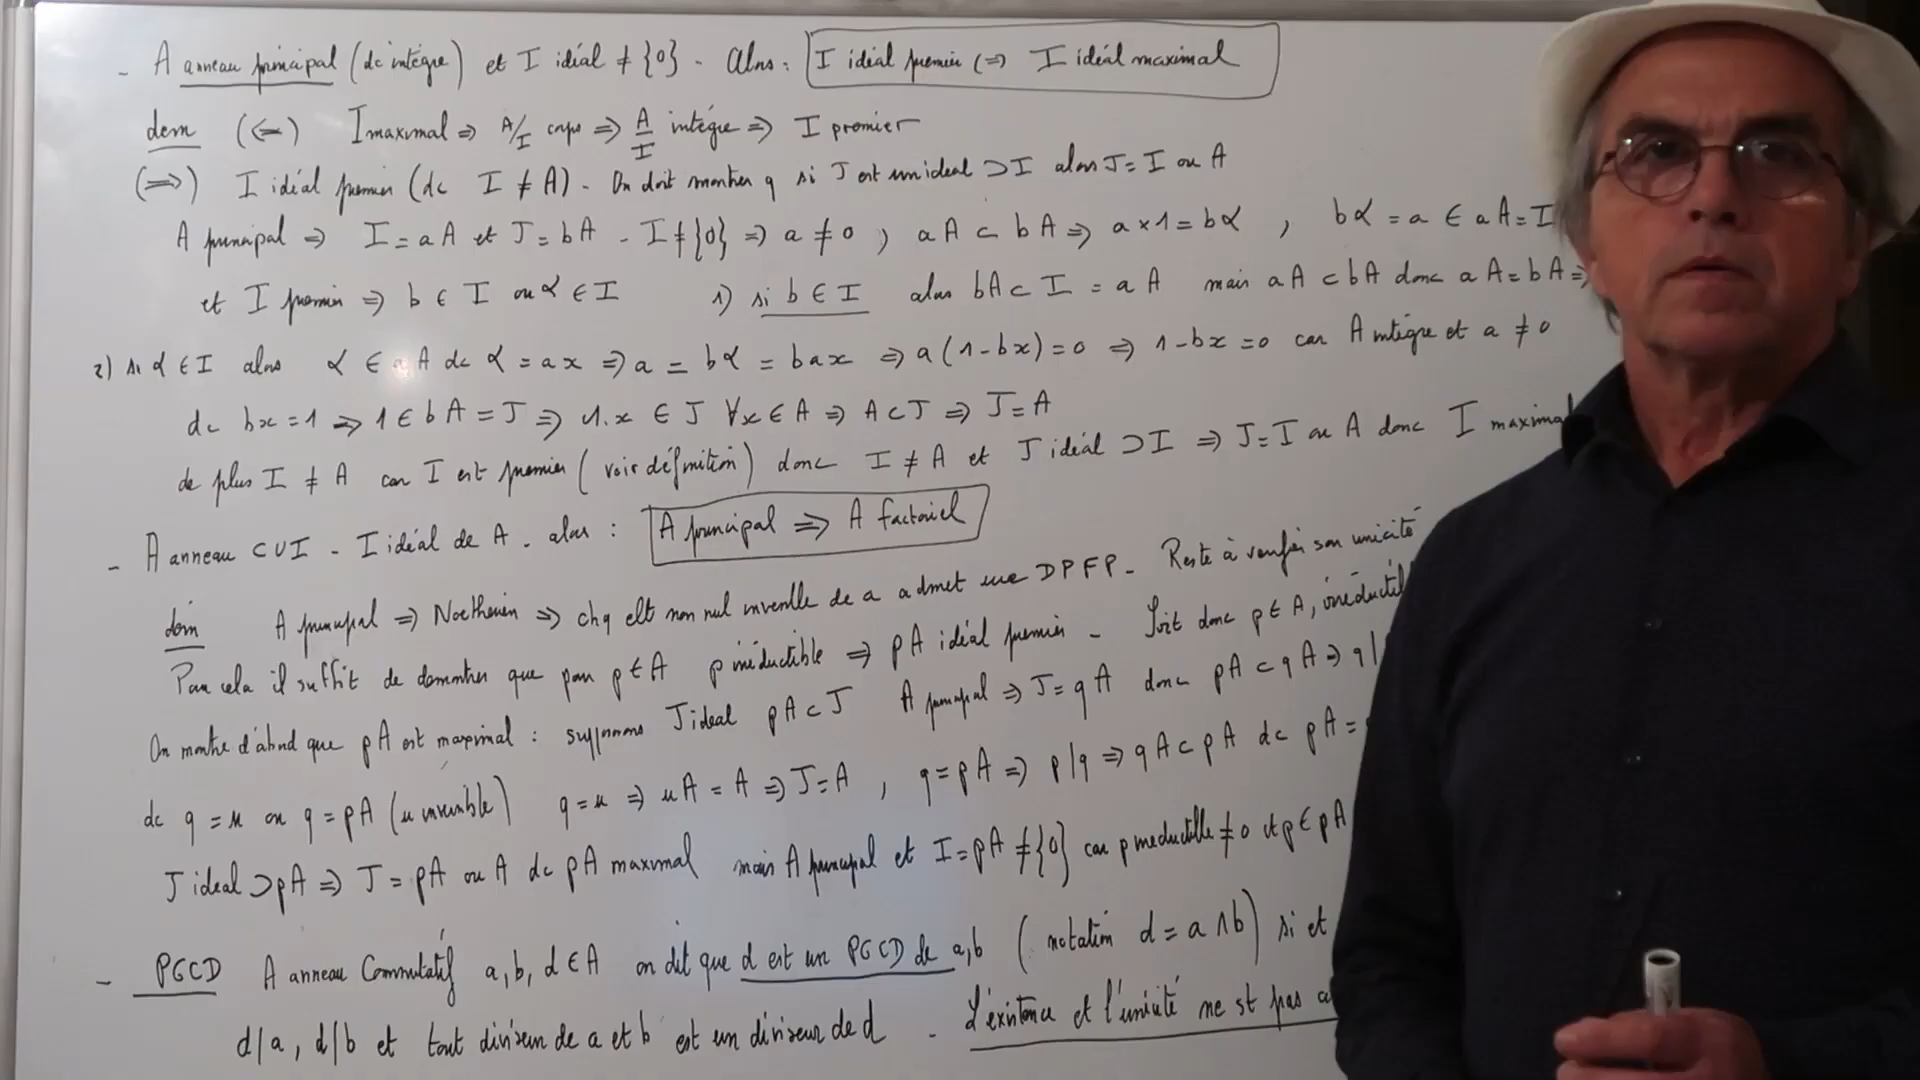 - A anneau principal (dc intègre) et I idéal ≠ {0} - Alors : I idéal premier (=) I idéal maximal
dem (<=) I maximal => A/I corps => A/I intègre => I premier
(=>) I idéal premier (dc I ≠ A) - On doit montrer q si J est un idéal ⊃ I alors J = I ou A
A principal => I = aA et J = bA - I ≠ {0} => a ≠ 0 ; aA ⊂ bA => a×1 = bα , bα = a ∈ aA = I
et I premier => b ∈ I ou α ∈ I 1) si b ∈ I alors bA ⊂ I = aA mais aA ⊂ bA donc aA = bA =>
2) si α ∈ I alors α ∈ aA dc α = ax => a = bα = bax => a(1-bx) = 0 => 1-bx = 0 car A intègre et a ≠ 0
dc bx = 1 => 1 ∈ bA = J => 1.x ∈ J ∀x ∈ A => A ⊂ J => J = A
de plus I ≠ A car I est premier (voir définition) donc I ≠ A et J idéal ⊃ I => J = I ou A donc I maxima
- A anneau CUI - I idéal de A - alors : A principal => A factoriel
dém A principal => Noetherien => chq elt non nul inversible de a admet une DPFP - Reste à vérifier son unicité
Pour cela il suffit de démontrer que pour p ∈ A p irréductible => pA idéal premier - Soit donc p ∈ A, irréductibl
On montre d'abord que pA est maximal : supposons J ideal pA ⊂ J A principal => J = qA donc pA ⊂ qA => q |
dc q = u ou q = pA (u inversible) q = u => uA = A => J = A , q = pA => p/q => qA ⊂ pA dc pA =
J ideal ⊃ pA => J = pA ou A dc pA maximal mais A principal et I = pA ≠ {0} car p irreductible ≠ 0 et p ∈ pA
- PGCD A anneau Commutatif a, b, d ∈ A on dit que d est un PGCD de a, b (notation d = a ∧ b) si et
d/a, d/b et tout diviseur de a et b est un diviseur de d - L'existence et l'unicité ne st pas a